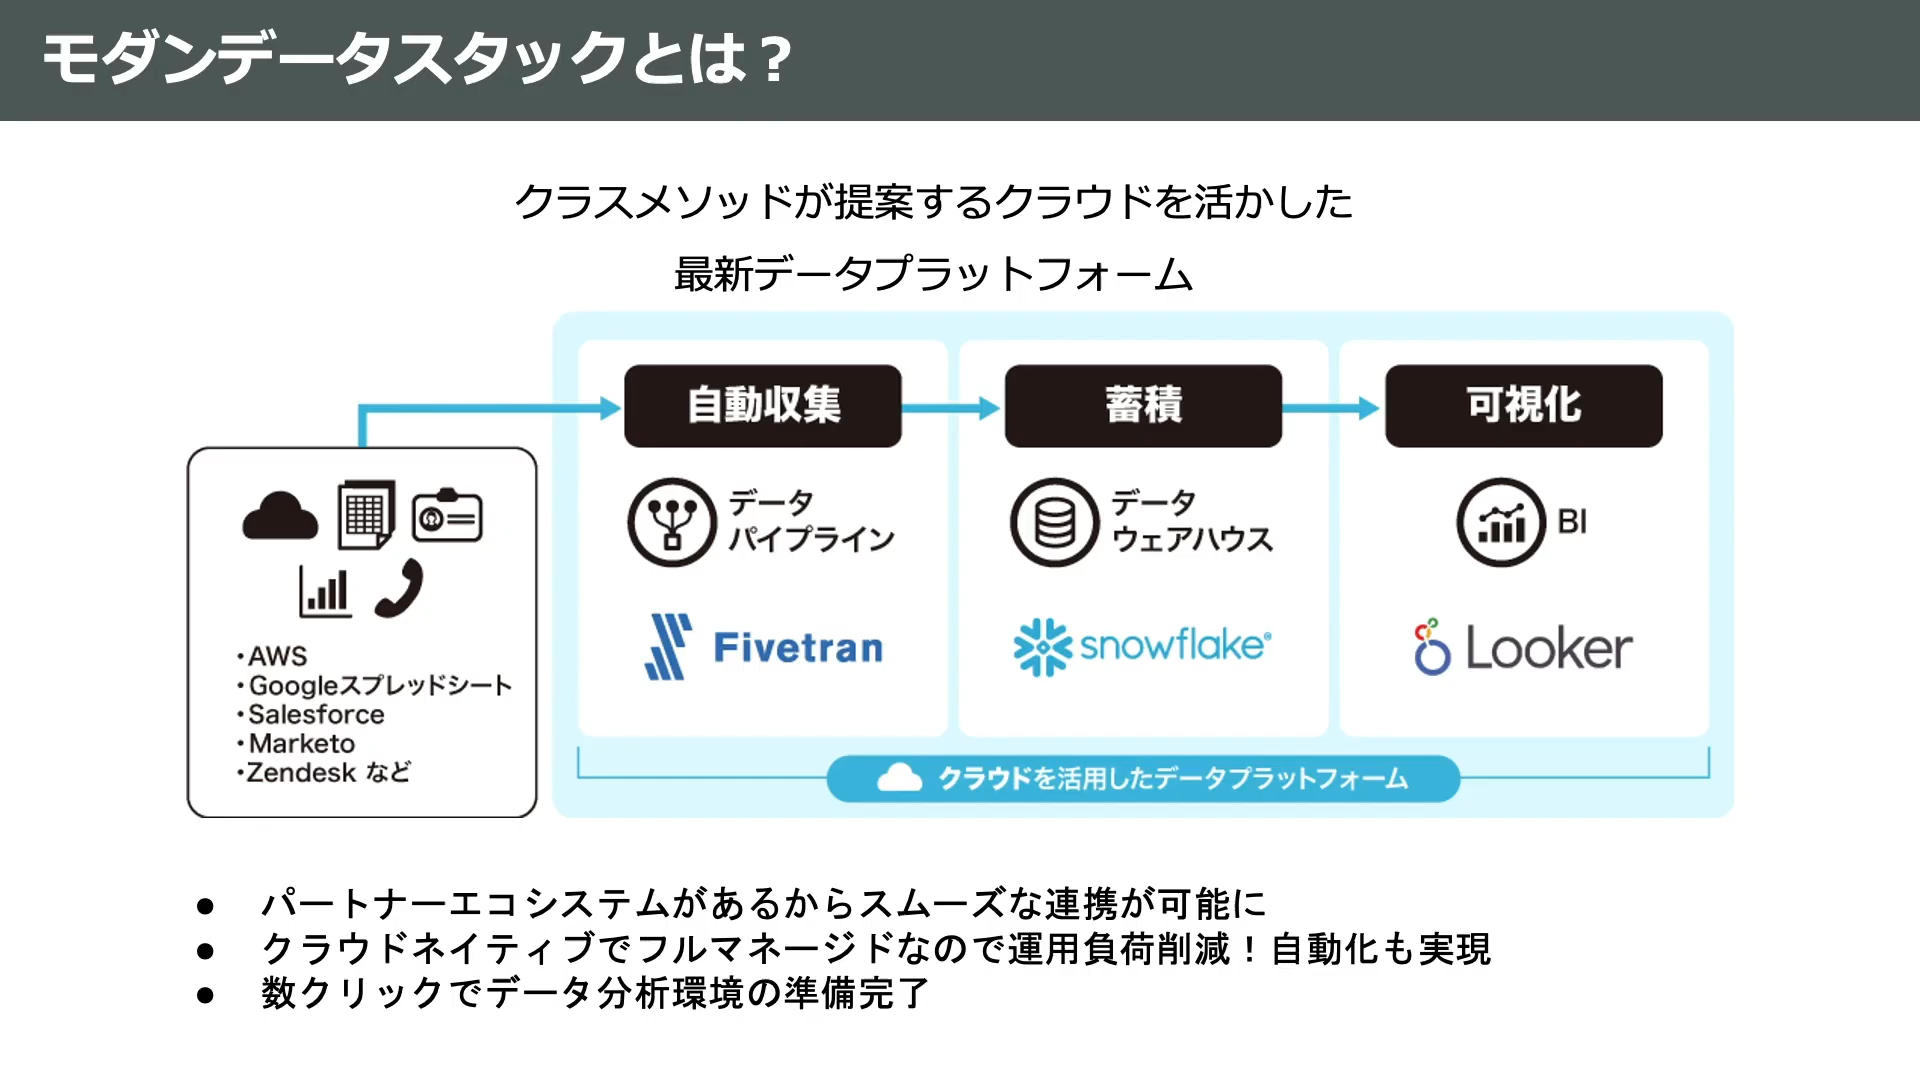 モダンデータスタックとは？
クラスメソッドが提案するクラウドを活かした
最新データプラットフォーム
自動収集
蓄積
可視化
データ
パイプライン
データ
ウェアハウス
BI
Fivetran
snowflake®
Looker
・AWS
・Googleスプレッドシート
・Salesforce
・Marketo
・Zendesk など
クラウドを活用したデータプラットフォーム
● パートナーエコシステムがあるからスムーズな連携が可能に
● クラウドネイティブでフルマネージドなので運用負荷削減！自動化も実現
● 数クリックでデータ分析環境の準備完了